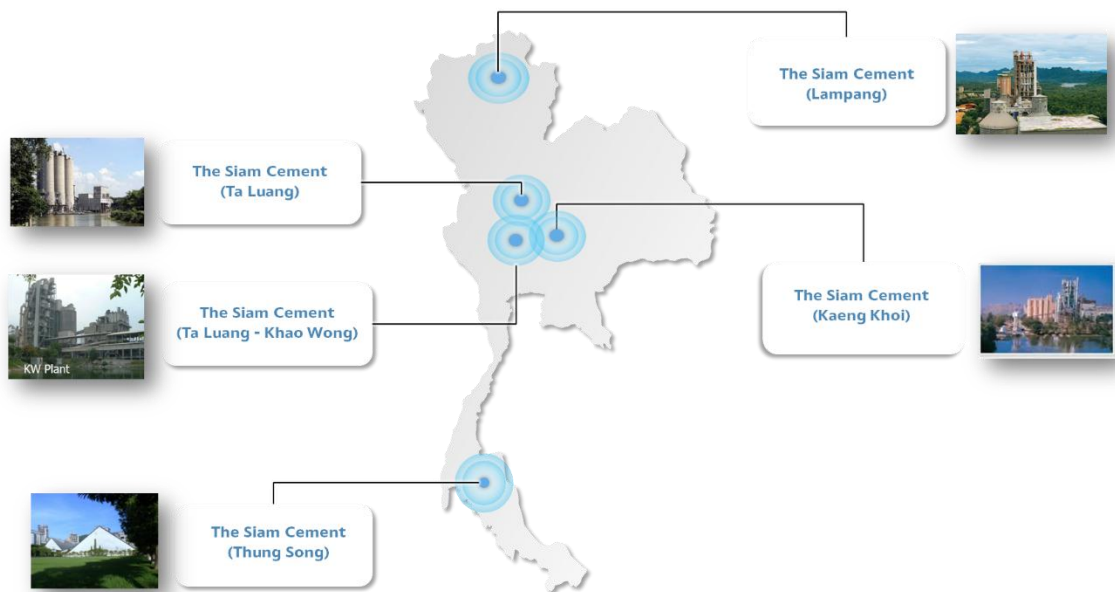 The Siam Cement
(Lampang)
The Siam Cement
(Ta Luang)
The Siam Cement
(Ta Luang - Khao Wong)
KW Plant
The Siam Cement
(Kaeng Khoi)
The Siam Cement
(Thung Song)